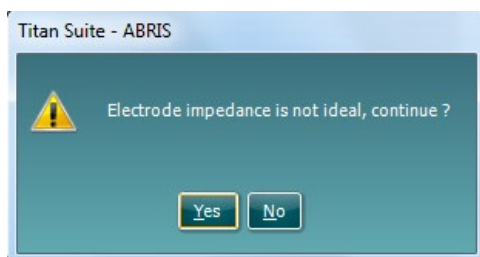 Titan Suite - ABRIS
Electrode impedance is not ideal, continue ?
Yes No